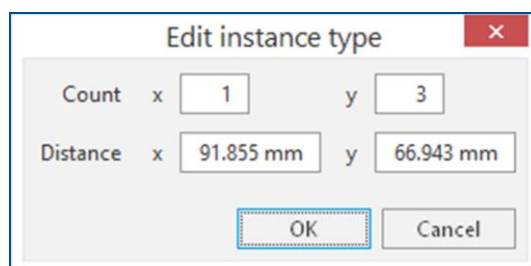 Edit instance type ×
Count x 1 y 3
Distance x 91.855 mm y 66.943 mm
OK Cancel